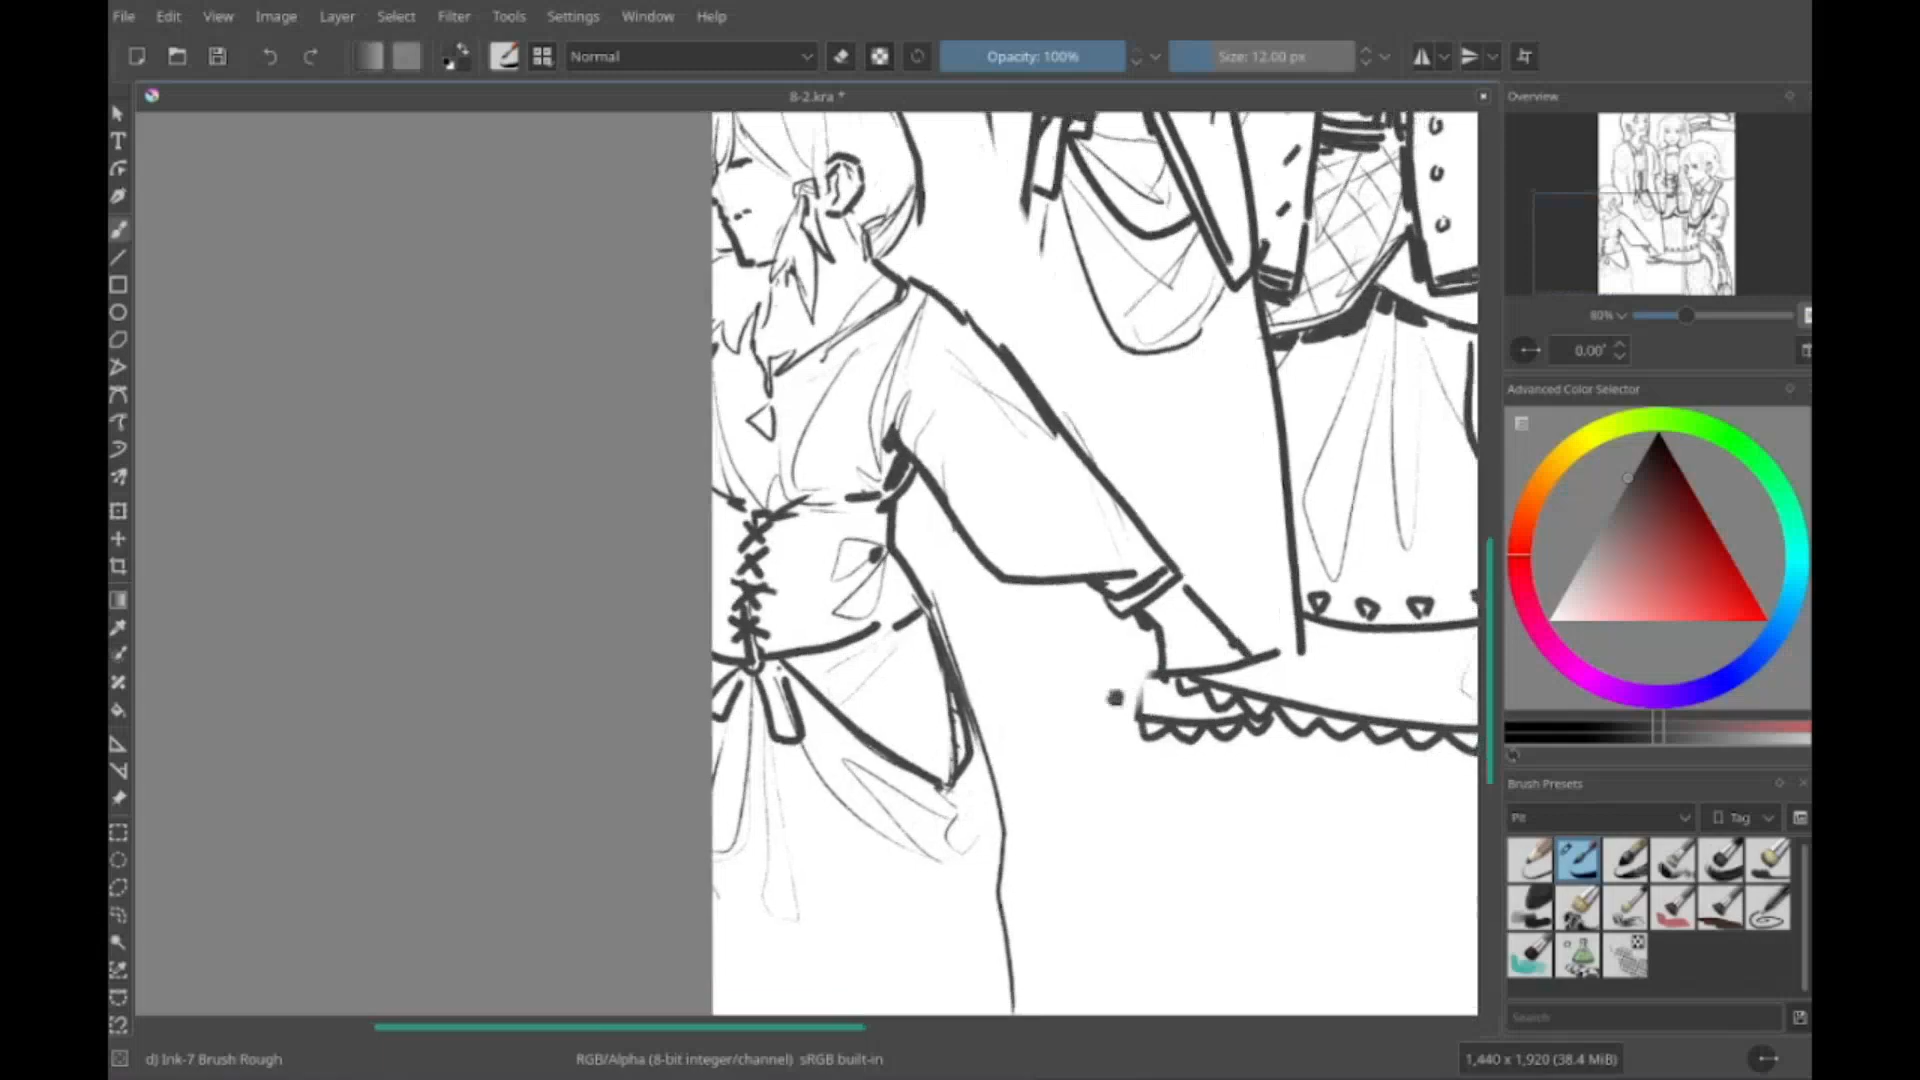 File Edit View Image Layer Select Filter Tools Settings Window Help
Normal
Opacity: 100%
Size: 12.00 px
8-2.kra *
Overview
80%
0.00°
Advanced Color Selector
Brush Presets
Tag
Search
d) Ink-7 Brush Rough
RGB/Alpha (8-bit integer/channel) sRGB built-in
1,440 x 1,920 (38.4 MiB)